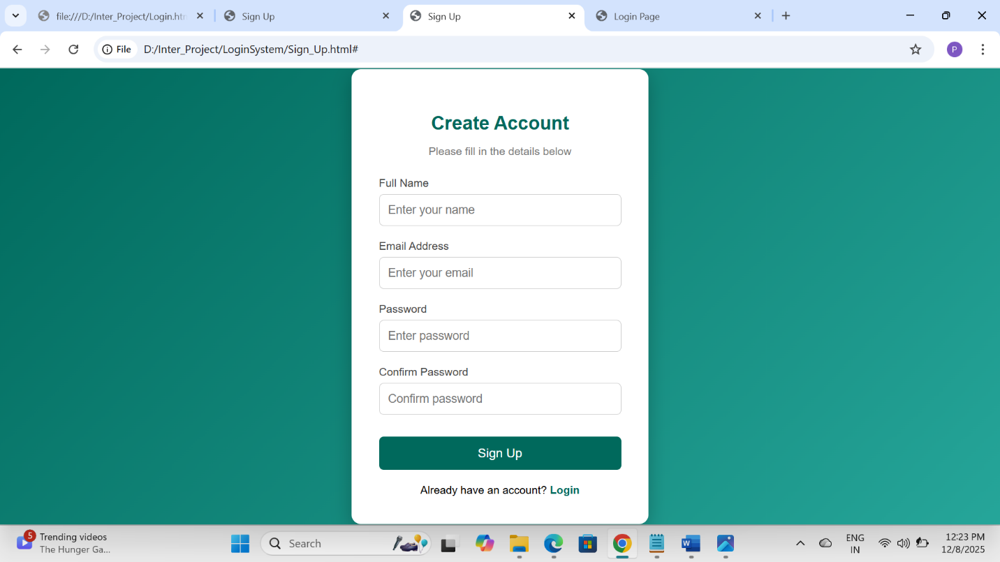 file:///D:/Inter_Project/Login.htm
Sign Up
Sign Up
Login Page
File
D:/Inter_Project/LoginSystem/Sign_Up.html#
P
Create Account
Please fill in the details below
Full Name
Enter your name
Email Address
Enter your email
Password
Enter password
Confirm Password
Confirm password
Sign Up
Already have an account? Login
5
Trending videos
The Hunger Ga...
Search
W
ENG
IN
12:23 PM
12/8/2025